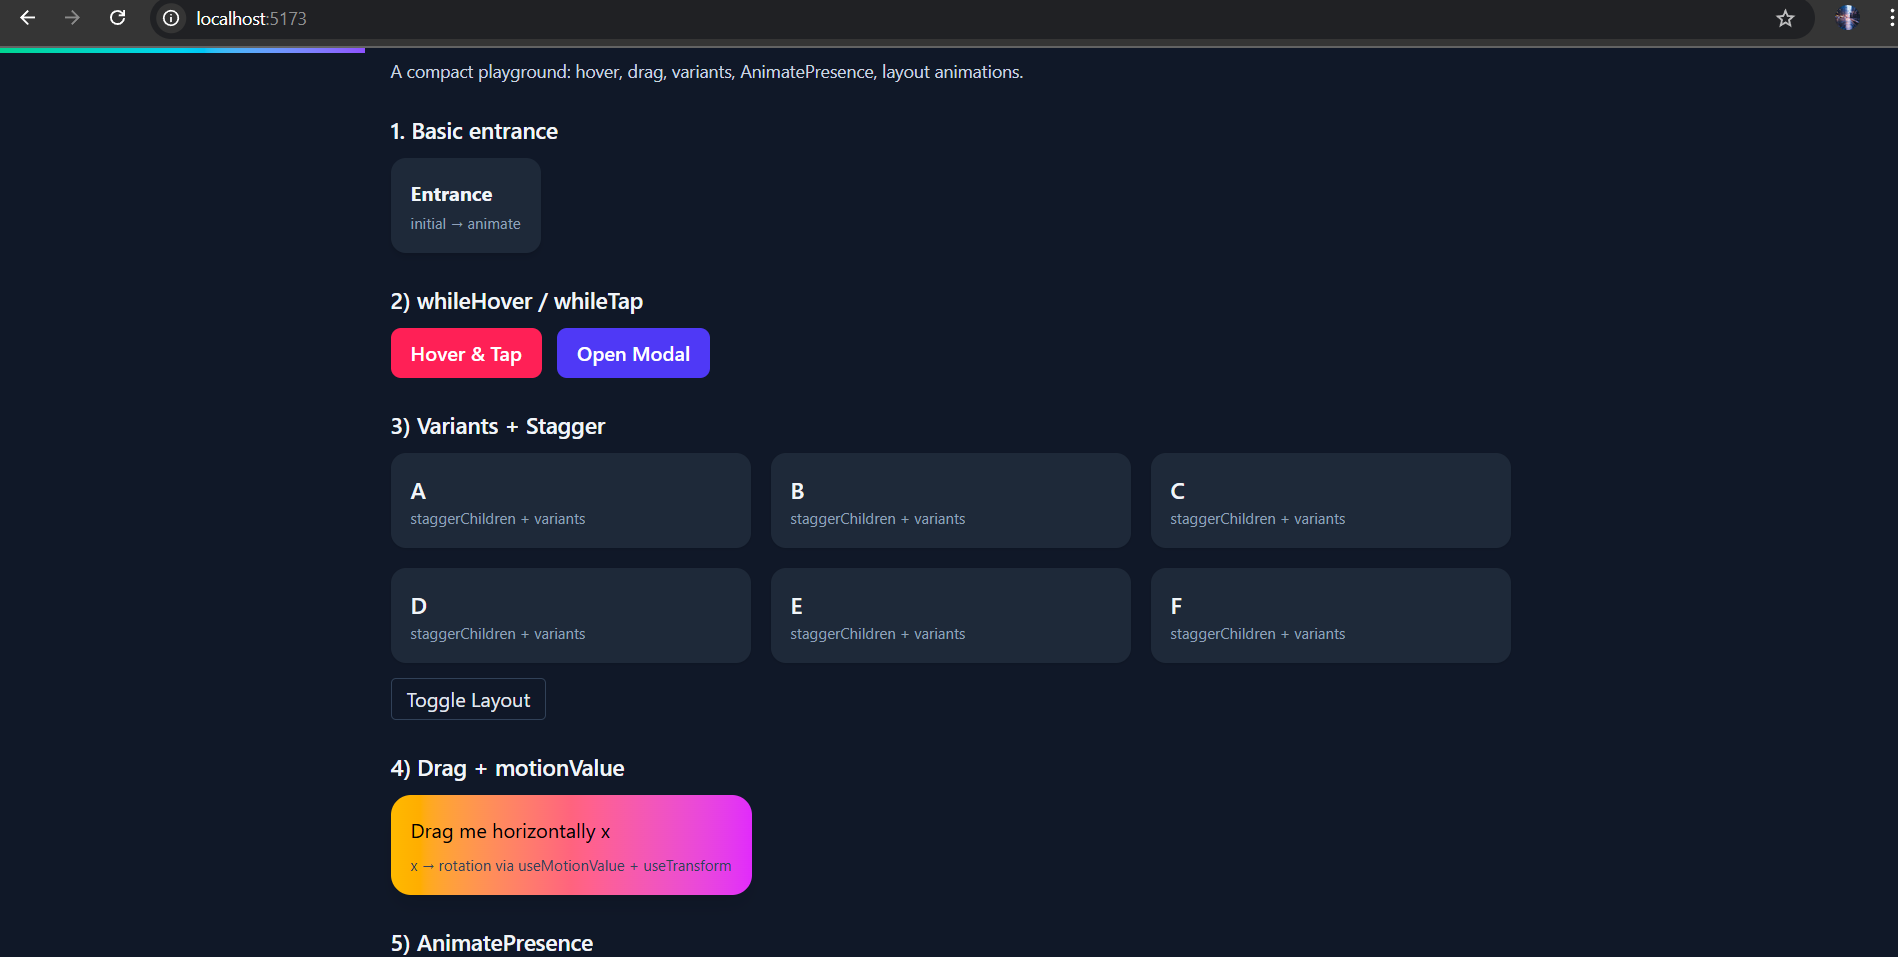 localhost:5173
A compact playground: hover, drag, variants, AnimatePresence, layout animations.
1. Basic entrance
Entrance
initial → animate
2) whileHover / whileTap
Hover & Tap
Open Modal
3) Variants + Stagger
A
staggerChildren + variants
B
staggerChildren + variants
C
staggerChildren + variants
D
staggerChildren + variants
E
staggerChildren + variants
F
staggerChildren + variants
Toggle Layout
4) Drag + motionValue
Drag me horizontally x
x → rotation via useMotionValue + useTransform
5) AnimatePresence